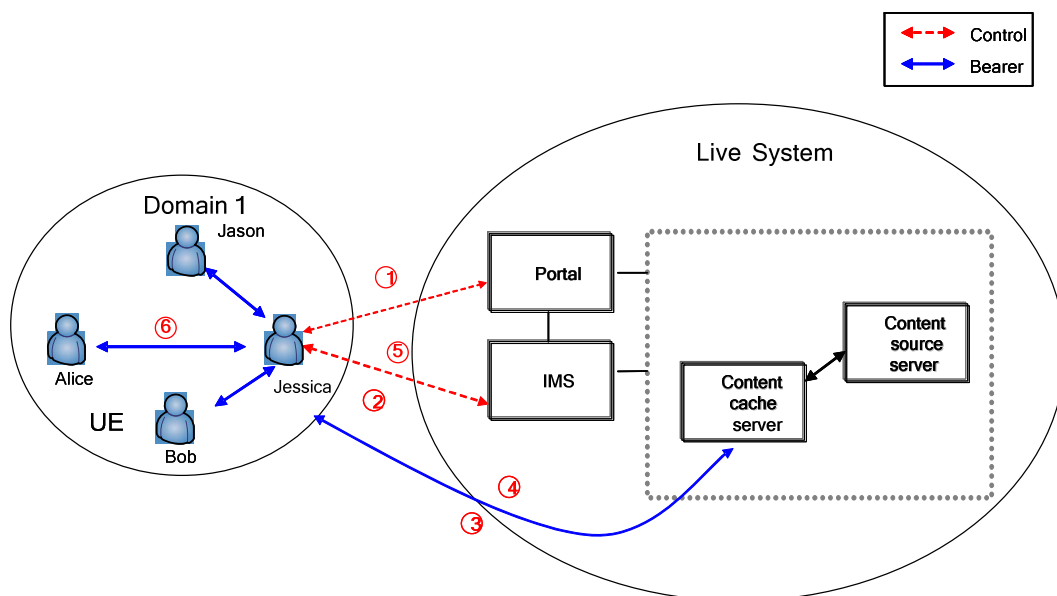 Control
Bearer
Live System
Domain 1
Jason
Portal
1
Content
source
server
6
5
Alice
Jessica
IMS
Content
cache
server
2
UE
Bob
4
3